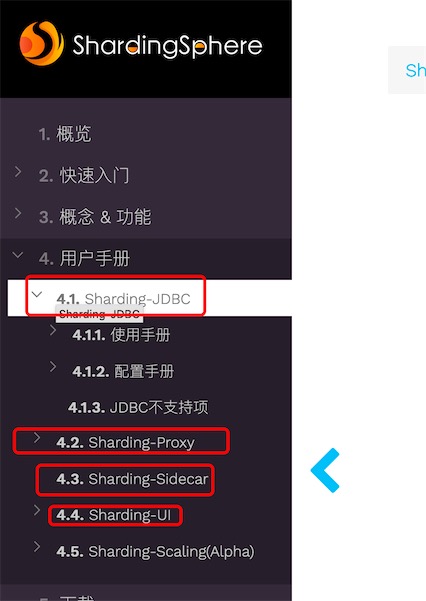 ShardingSphere
Sh
1. 概览
2. 快速入门
3. 概念 & 功能
4. 用户手册
4.1. Sharding-JDBC
Sharding-JDBC
4.1.1. 使用手册
4.1.2. 配置手册
4.1.3. JDBC不支持项
4.2. Sharding-Proxy
4.3. Sharding-Sidecar
4.4. Sharding-UI
4.5. Sharding-Scaling(Alpha)
5. 下载